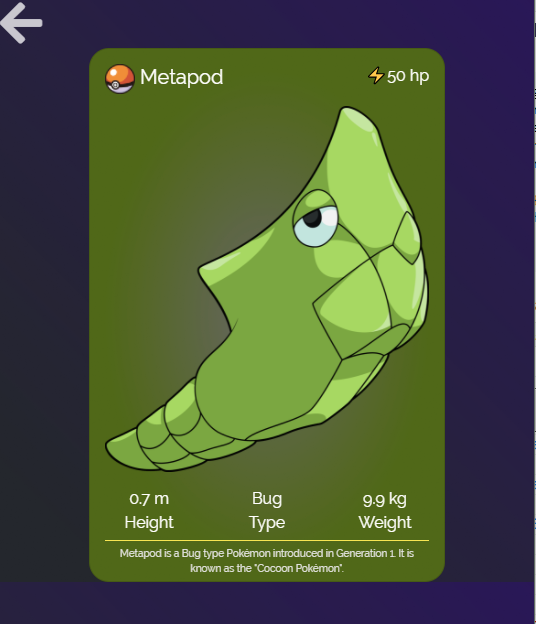 Metapod
50 hp
0.7 m
Bug
9.9 kg
Height
Type
Weight
Metapod is a Bug type Pokémon introduced in Generation 1. It is
known as the "Cocoon Pokémon".